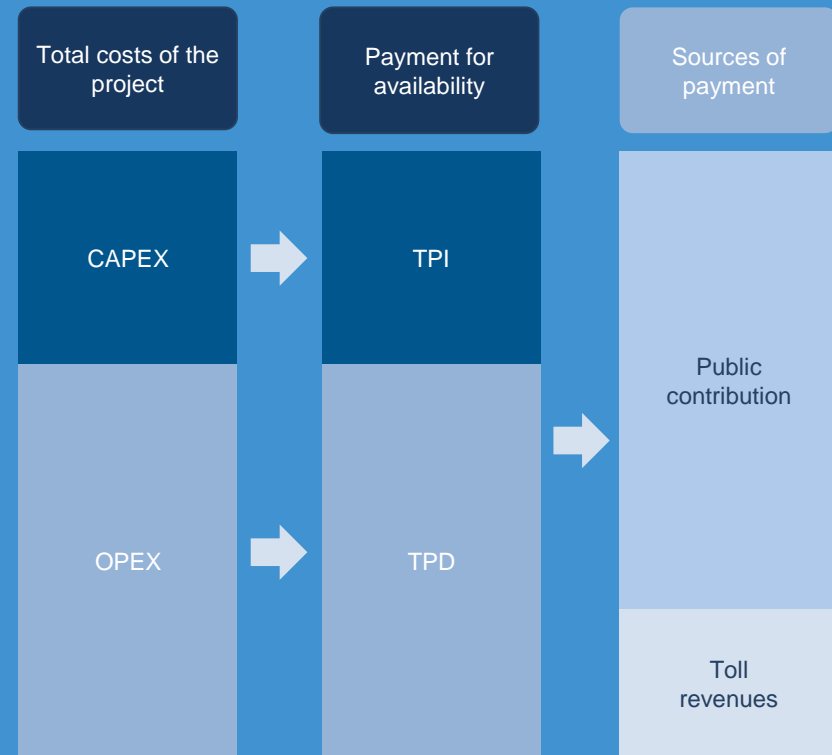 Total costs of the
project
Payment for
availability
Sources of
payment
CAPEX
TPI
Public
contribution
OPEX
TPD
Toll
revenues